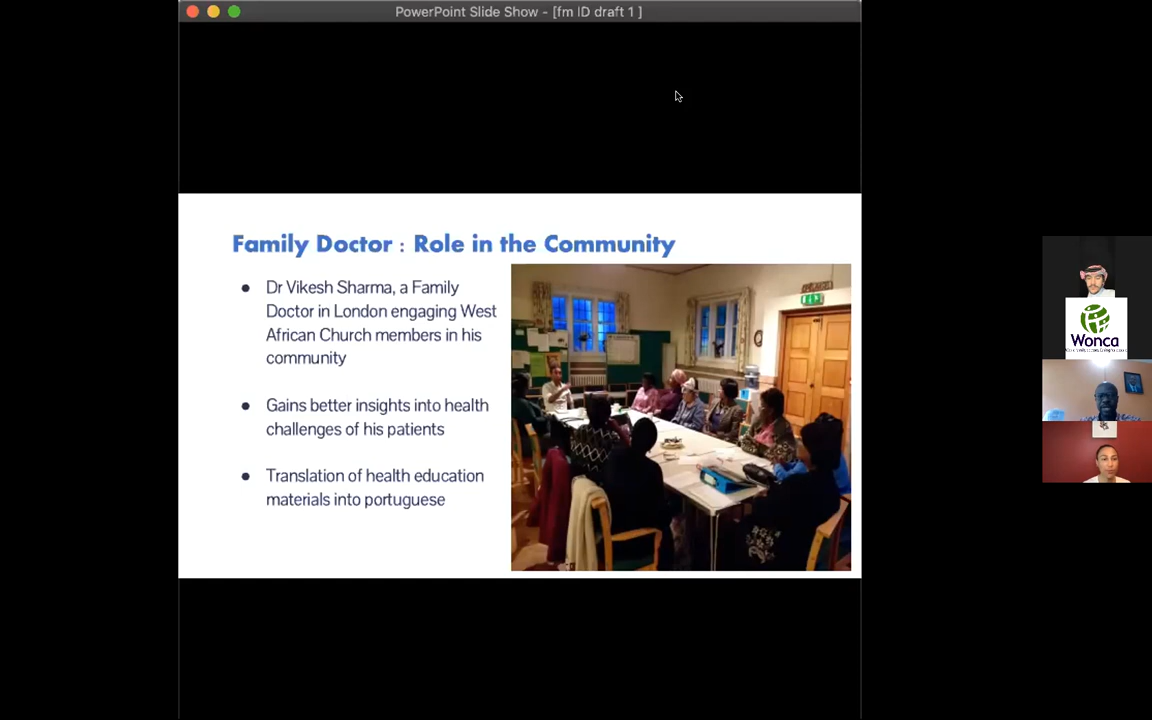 PowerPoint Slide Show - [fm ID draft 1 ]
Family Doctor : Role in the Community
● Dr Vikesh Sharma, a Family
Doctor in London engaging West
African Church members in his
community
● Gains better insights into health
challenges of his patients
● Translation of health education
materials into portuguese
Wonca